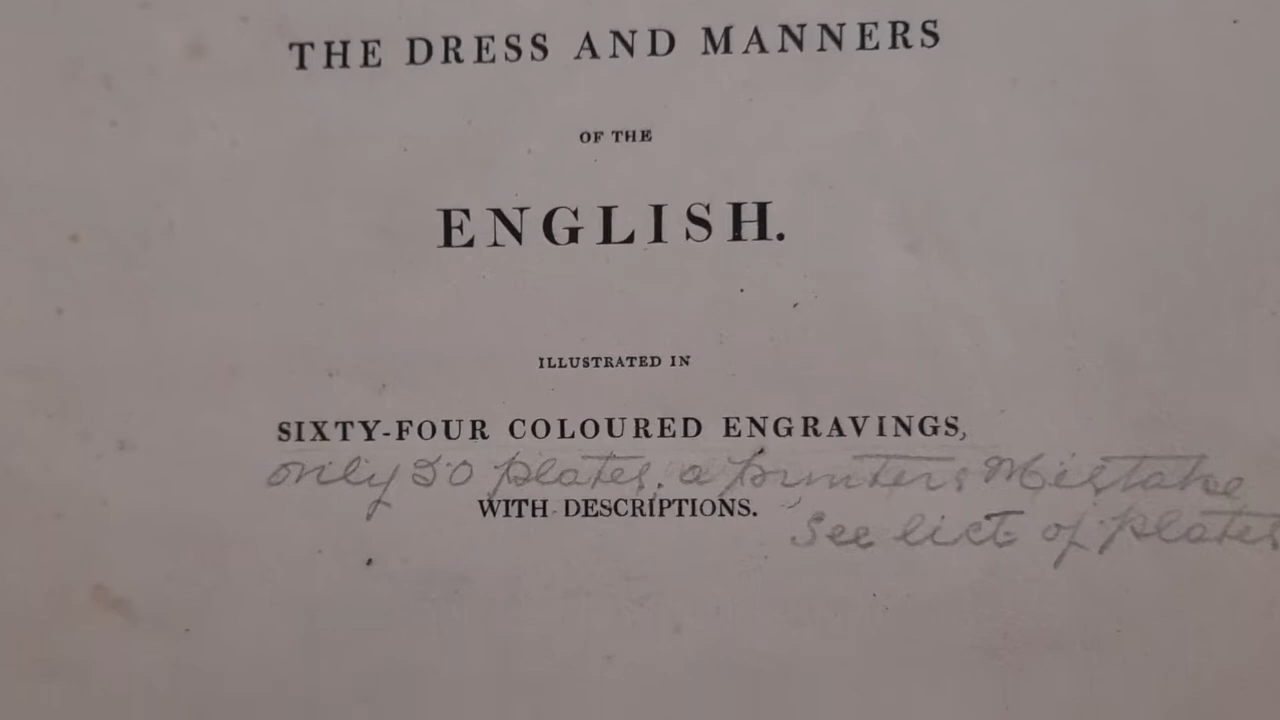 THE DRESS AND MANNERS
OF THE
ENGLISH.
ILLUSTRATED IN
SIXTY-FOUR COLOURED ENGRAVINGS,
only 50 plates, a printers Mistake
WITH DESCRIPTIONS.
See list of plates